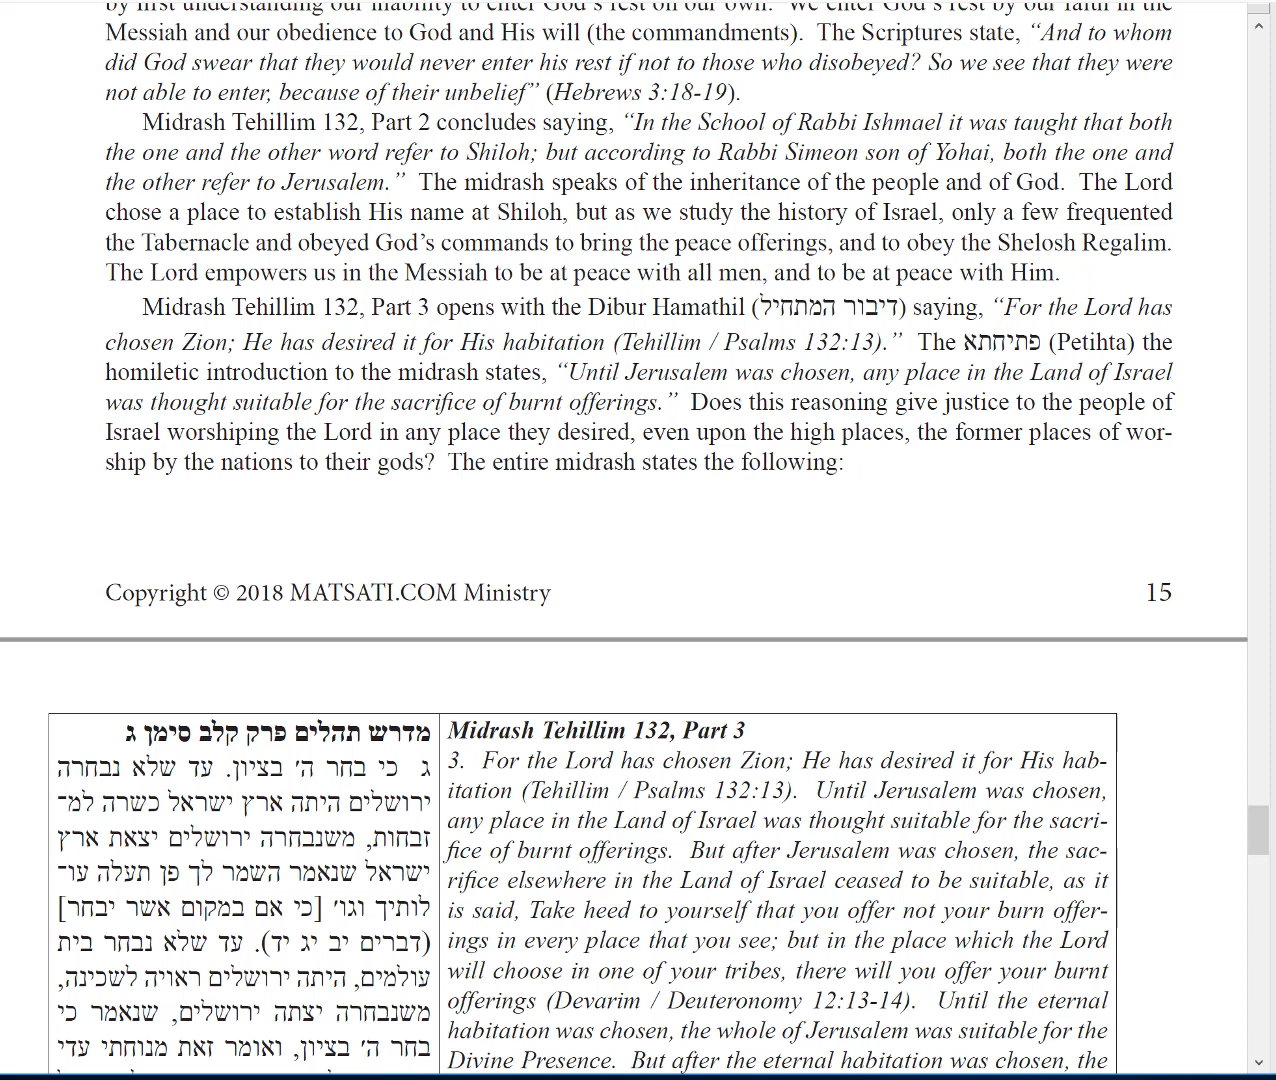 by first understanding our inability to enter God’s rest on our own. We enter God’s rest by our faith in the
Messiah and our obedience to God and His will (the commandments). The Scriptures state, “And to whom
did God swear that they would never enter his rest if not to those who disobeyed? So we see that they were
not able to enter, because of their unbelief” (Hebrews 3:18-19).
Midrash Tehillim 132, Part 2 concludes saying, “In the School of Rabbi Ishmael it was taught that both
the one and the other word refer to Shiloh; but according to Rabbi Simeon son of Yohai, both the one and
the other refer to Jerusalem.” The midrash speaks of the inheritance of the people and of God. The Lord
chose a place to establish His name at Shiloh, but as we study the history of Israel, only a few frequented
the Tabernacle and obeyed God’s commands to bring the peace offerings, and to obey the Shelosh Regalim.
The Lord empowers us in the Messiah to be at peace with all men, and to be at peace with Him.
Midrash Tehillim 132, Part 3 opens with the Dibur Hamathil (דיבור המתחיל) saying, “For the Lord has
chosen Zion; He has desired it for His habitation (Tehillim / Psalms 132:13).” The פתיחתא (Petihta) the
homiletic introduction to the midrash states, “Until Jerusalem was chosen, any place in the Land of Israel
was thought suitable for the sacrifice of burnt offerings.” Does this reasoning give justice to the people of
Israel worshiping the Lord in any place they desired, even upon the high places, the former places of wor-
ship by the nations to their gods? The entire midrash states the following:
Copyright © 2018 MATSATI.COM Ministry
15
מדרש תהלים פרק קלב סימן ג
ג כי בחר ה׳ בציון. עד שלא נבחרה
ירושלים היתה ארץ ישראל כשרה למ־
זבחות, משנבחרה ירושלים יצאת ארץ
ישראל שנאמר השמר לך פן תעלה עו־
לותיך וגו׳ [כי אם במקום אשר יבחר]
(דברים יב יג יד). עד שלא נבחר בית
עולמים, היתה ירושלים ראויה לשכינה,
משנבחרה יצתה ירושלים, שנאמר כי
בחר ה׳ בציון, ואומר זאת מנוחתי עדי
Midrash Tehillim 132, Part 3
3. For the Lord has chosen Zion; He has desired it for His hab-
itation (Tehillim / Psalms 132:13). Until Jerusalem was chosen,
any place in the Land of Israel was thought suitable for the sacri-
fice of burnt offerings. But after Jerusalem was chosen, the sac-
rifice elsewhere in the Land of Israel ceased to be suitable, as it
is said, Take heed to yourself that you offer not your burn offer-
ings in every place that you see; but in the place which the Lord
will choose in one of your tribes, there will you offer your burnt
offerings (Devarim / Deuteronomy 12:13-14). Until the eternal
habitation was chosen, the whole of Jerusalem was suitable for the
Divine Presence. But after the eternal habitation was chosen, the